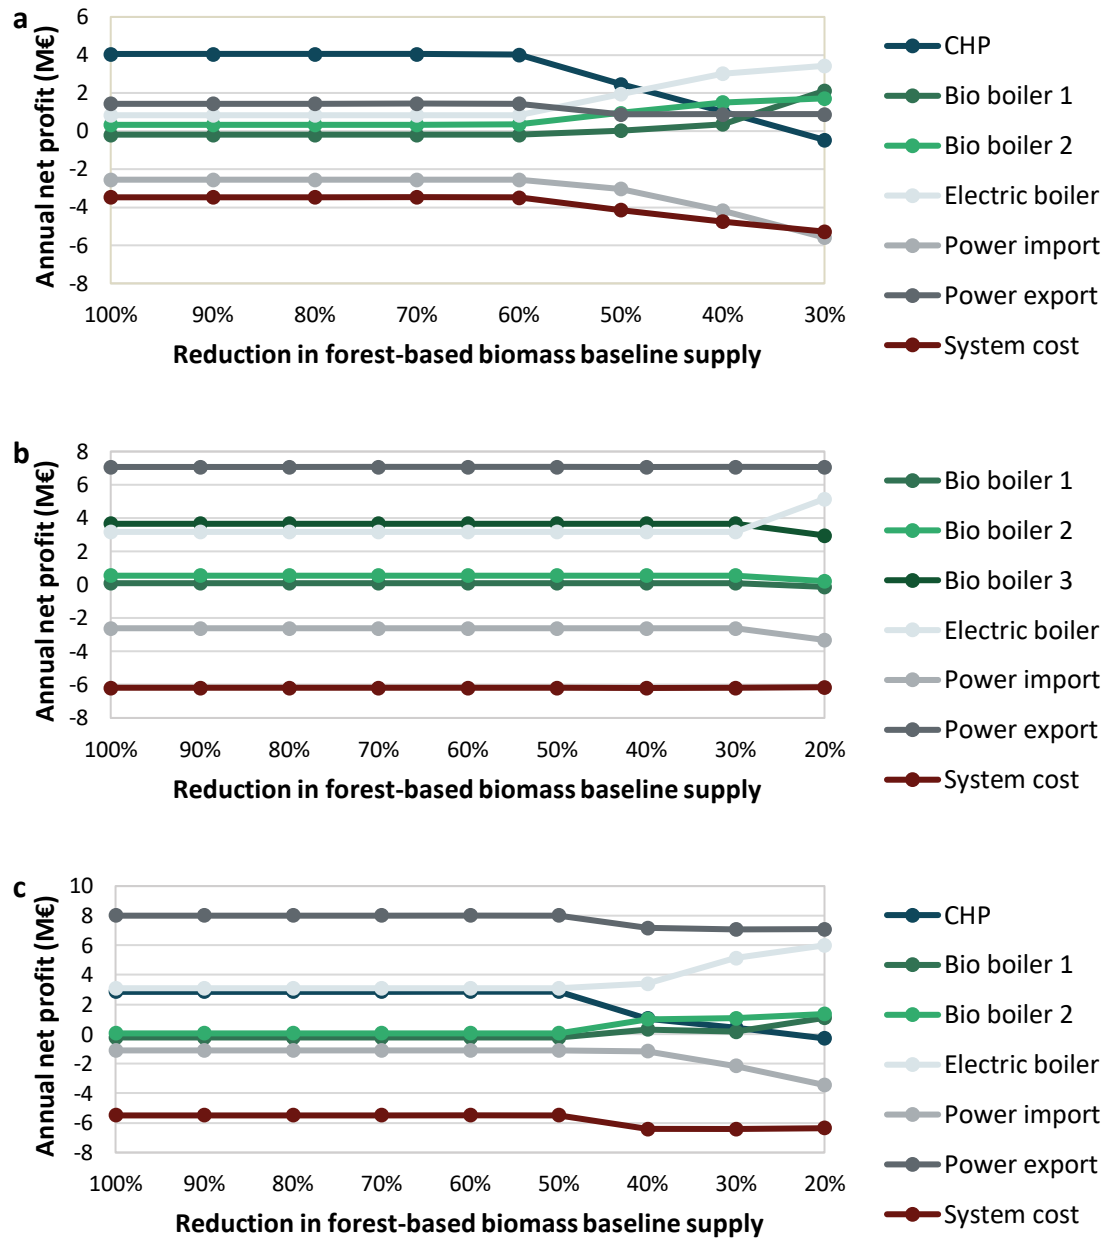 a
Annual net profit (M€)
6
4
2
0
-2
-4
-6
-8
100% 90% 80% 70% 60% 50% 40% 30%
Reduction in forest-based biomass baseline supply
CHP
Bio boiler 1
Bio boiler 2
Electric boiler
Power import
Power export
System cost
b
Annual net profit (M€)
8
6
4
2
0
-2
-4
-6
-8
100% 90% 80% 70% 60% 50% 40% 30% 20%
Reduction in forest-based biomass baseline supply
Bio boiler 1
Bio boiler 2
Bio boiler 3
Electric boiler
Power import
Power export
System cost
c
Annual net profit (M€)
10
8
6
4
2
0
-2
-4
-6
-8
100% 90% 80% 70% 60% 50% 40% 30% 20%
Reduction in forest-based biomass baseline supply
CHP
Bio boiler 1
Bio boiler 2
Electric boiler
Power import
Power export
System cost